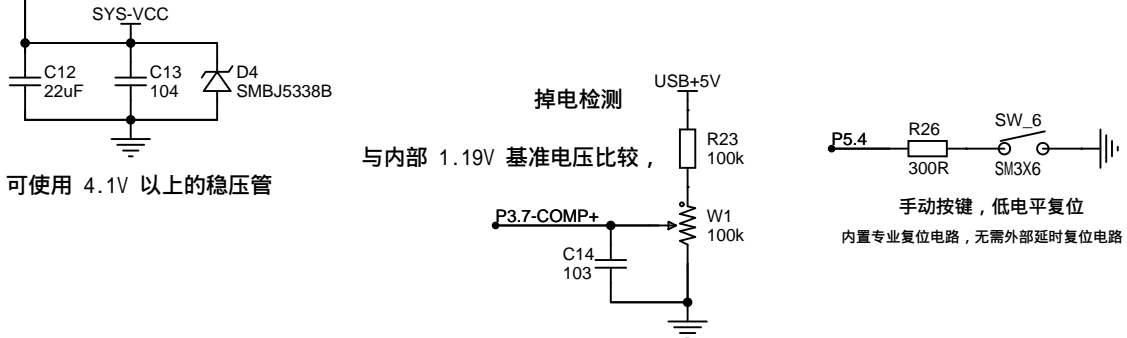 SYS-VCC
C12
22uF
C13
104
D4
SMBJ5338B
可使用 4.1V 以上的稳压管
掉电检测
与内部 1.19V 基准电压比较，
USB+5V
R23
100k
P3.7-COMP+
W1
100k
C14
103
P5.4
R26
300R
SW_6
SM3X6
手动按键，低电平复位
内置专业复位电路，无需外部延时复位电路